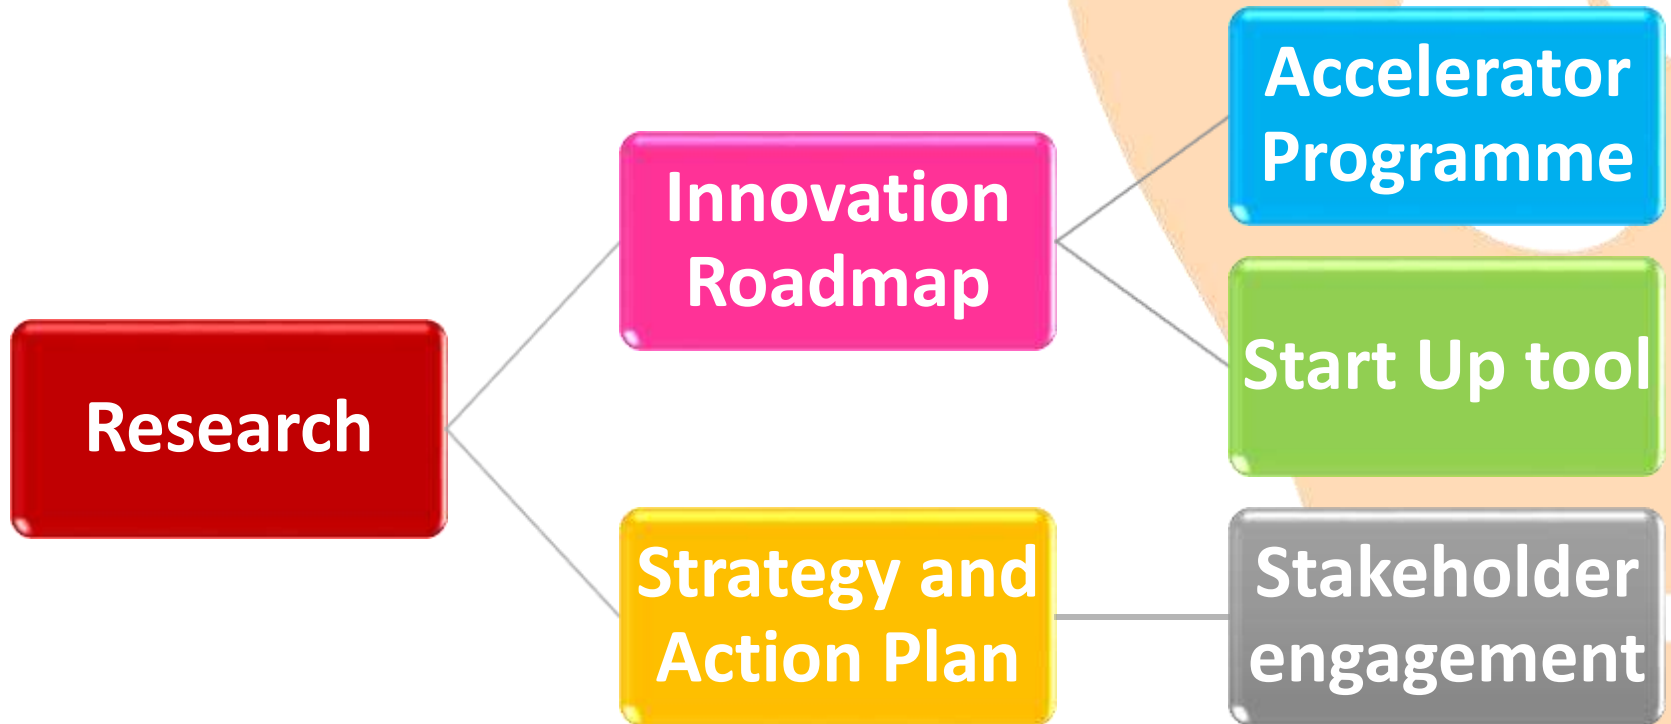 Research
Innovation
Roadmap
Strategy and
Action Plan
Accelerator
Programme
Start Up tool
Stakeholder
engagement